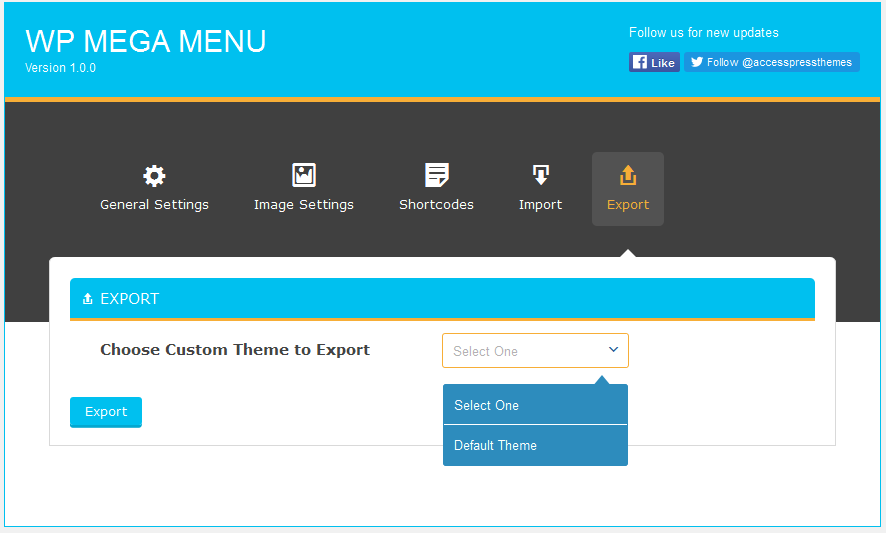 WP MEGA MENU
Version 1.0.0
Follow us for new updates
Like
Follow @accesspressthemes
General Settings
Image Settings
Shortcodes
Import
Export
EXPORT
Choose Custom Theme to Export
Select One
Select One
Default Theme
Export